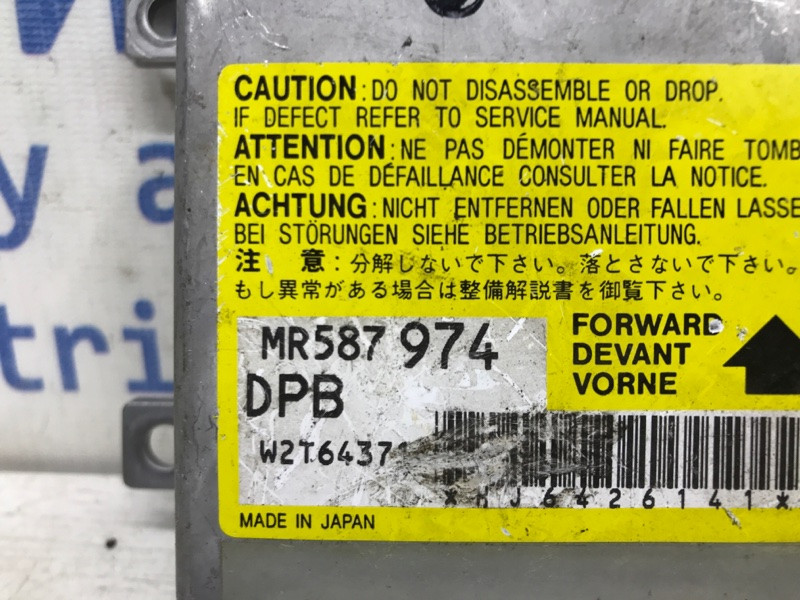 CAUTION : DO NOT DISASSEMBLE OR DROP.
IF DEFECT REFER TO SERVICE MANUAL.
ATTENTION : NE PAS DÉMONTER NI FAIRE TOMB
EN CAS DE DÉFAILLANCE CONSULTER LA NOTICE.
ACHTUNG : NICHT ENTFERNEN ODER FALLEN LASSE
BEI STÖRUNGEN SIEHE BETRIEBSANLEITUNG.
注 意：分解しないで下さい。落とさないで下さい。
もし異常がある場合は整備解説書を御覧下さい。
MR587 974
DPB
FORWARD
DEVANT
VORNE
MADE IN JAPAN